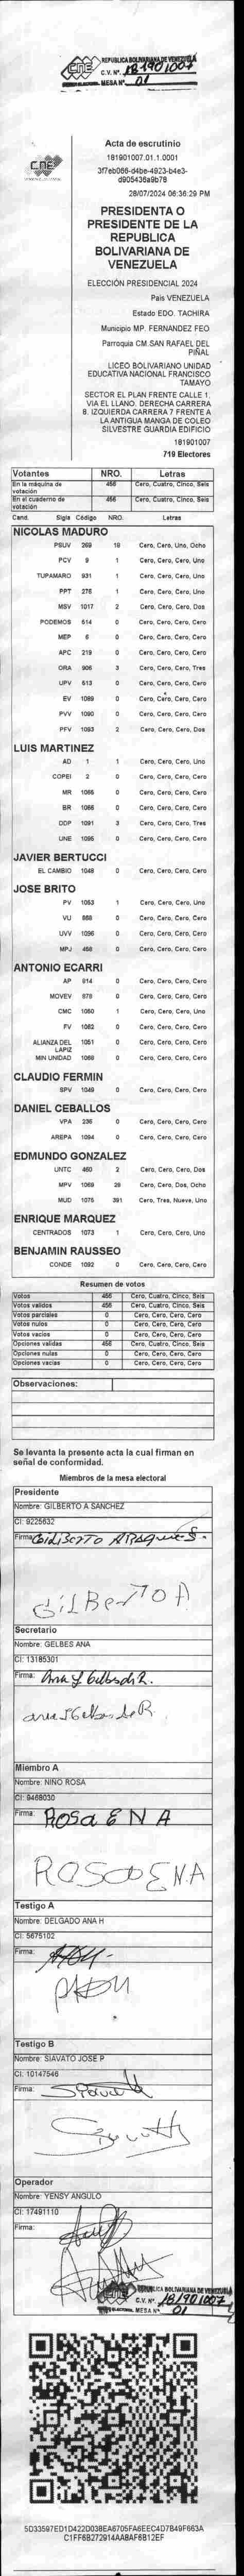 CNE
REPUBLICA BOLIVARIANA DE VENEZUELA
C.V. Nº. 181901007
MESA Nº 01
CNE
Acta de escrutinio
181901007.01.1.0001
3f7eb066-d4be-4923-b4e3-
d905436a9b78
28/07/2024 06:36:29 PM
PRESIDENTA O
PRESIDENTE DE LA
REPUBLICA
BOLIVARIANA DE
VENEZUELA
ELECCIÓN PRESIDENCIAL 2024
Pais VENEZUELA
Estado EDO. TACHIRA
Municipio MP. FERNANDEZ FEO
Parroquia CM.SAN RAFAEL DEL
PIÑAL
LICEO BOLIVARIANO UNIDAD
EDUCATIVA NACIONAL FRANCISCO
TAMAYO
SECTOR EL PLAN FRENTE CALLE 1.
VIA EL LLANO. DERECHA CARRERA
8. IZQUIERDA CARRERA 7 FRENTE A
LA ANTIGUA MANGA DE COLEO
SILVESTRE GUARDIA EDIFICIO
181901007
719 Electores
Votantes NRO. Letras
En la máquina de votación 456 Cero, Cuatro, Cinco, Seis
En el cuaderno de votación 456 Cero, Cuatro, Cinco, Seis
Cand. Sigla Código NRO. Letras
NICOLAS MADURO
PSUV 269 18 Cero, Cero, Uno, Ocho
PCV 9 1 Cero, Cero, Cero, Uno
TUPAMARO 931 1 Cero, Cero, Cero, Uno
PPT 276 1 Cero, Cero, Cero, Uno
MSV 1017 2 Cero, Cero, Cero, Dos
PODEMOS 514 0 Cero, Cero, Cero, Cero
MEP 6 0 Cero, Cero, Cero, Cero
APC 219 0 Cero, Cero, Cero, Cero
ORA 906 3 Cero, Cero, Cero, Tres
UPV 613 0 Cero, Cero, Cero, Cero
EV 1089 0 Cero, Cero, Cero, Cero
PVV 1090 0 Cero, Cero, Cero, Cero
PFV 1093 2 Cero, Cero, Cero, Dos
LUIS MARTINEZ
AD 1 1 Cero, Cero, Cero, Uno
COPEI 2 0 Cero, Cero, Cero, Cero
MR 1065 0 Cero, Cero, Cero, Cero
BR 1066 0 Cero, Cero, Cero, Cero
DDP 1091 3 Cero, Cero, Cero, Tres
UNE 1095 0 Cero, Cero, Cero, Cero
JAVIER BERTUCCI
EL CAMBIO 1048 0 Cero, Cero, Cero, Cero
JOSE BRITO
PV 1053 1 Cero, Cero, Cero, Uno
VU 868 0 Cero, Cero, Cero, Cero
UVV 1096 0 Cero, Cero, Cero, Cero
MPJ 458 0 Cero, Cero, Cero, Cero
ANTONIO ECARRI
AP 914 0 Cero, Cero, Cero, Cero
MOVEV 878 0 Cero, Cero, Cero, Cero
CMC 1050 1 Cero, Cero, Cero, Uno
FV 1062 0 Cero, Cero, Cero, Cero
ALIANZA DEL LAPIZ 1051 0 Cero, Cero, Cero, Cero
MIN UNIDAD 1069 0 Cero, Cero, Cero, Cero
CLAUDIO FERMIN
SPV 1049 0 Cero, Cero, Cero, Cero
DANIEL CEBALLOS
VPA 236 0 Cero, Cero, Cero, Cero
AREPA 1094 0 Cero, Cero, Cero, Cero
EDMUNDO GONZALEZ
UNTC 460 2 Cero, Cero, Cero, Dos
MPV 1068 28 Cero, Cero, Dos, Ocho
MUD 1075 391 Cero, Tres, Nueve, Uno
ENRIQUE MARQUEZ
CENTRADOS 1073 1 Cero, Cero, Cero, Uno
BENJAMIN RAUSSEO
CONDE 1092 0 Cero, Cero, Cero, Cero
Resumen de votos
Votos 456 Cero, Cuatro, Cinco, Seis
Votos validos 456 Cero, Cuatro, Cinco, Seis
Votos parciales 0 Cero, Cero, Cero, Cero
Votos nulos 0 Cero, Cero, Cero, Cero
Votos vacios 0 Cero, Cero, Cero, Cero
Opciones validas 456 Cero, Cuatro, Cinco, Seis
Opciones nulas 0 Cero, Cero, Cero, Cero
Opciones vacias 0 Cero, Cero, Cero, Cero
Observaciones:
Se levanta la presente acta la cual firman en
señal de conformidad.
Miembros de la mesa electoral
Presidente
Nombre: GILBERTO A SANCHEZ
CI: 9225632
Firma:
GiLBeRTO A
Secretario
Nombre: GELBES ANA
CI: 13185301
Firma: Ana Y Gelbes de R.
ana Y Gelbes de R.
Miembro A
Nombre: NINO ROSA
CI: 9468030
Firma: ROSa ENA
ROSa ENA
Testigo A
Nombre: DELGADO ANA H
CI: 5675102
Firma:
Testigo B
Nombre: SIAVATO JOSE P
CI: 10147546
Firma:
Operador
Nombre: YENSY ANGULO
CI: 17491110
Firma:
CNE
REPUBLICA BOLIVARIANA DE VENEZUELA
C.V. Nº. 181901007
MESA Nº 01
5D33597ED1D422D038EA6705FA6EEC4D7B49F663A
C1FF6B272914AABAF6B12EF